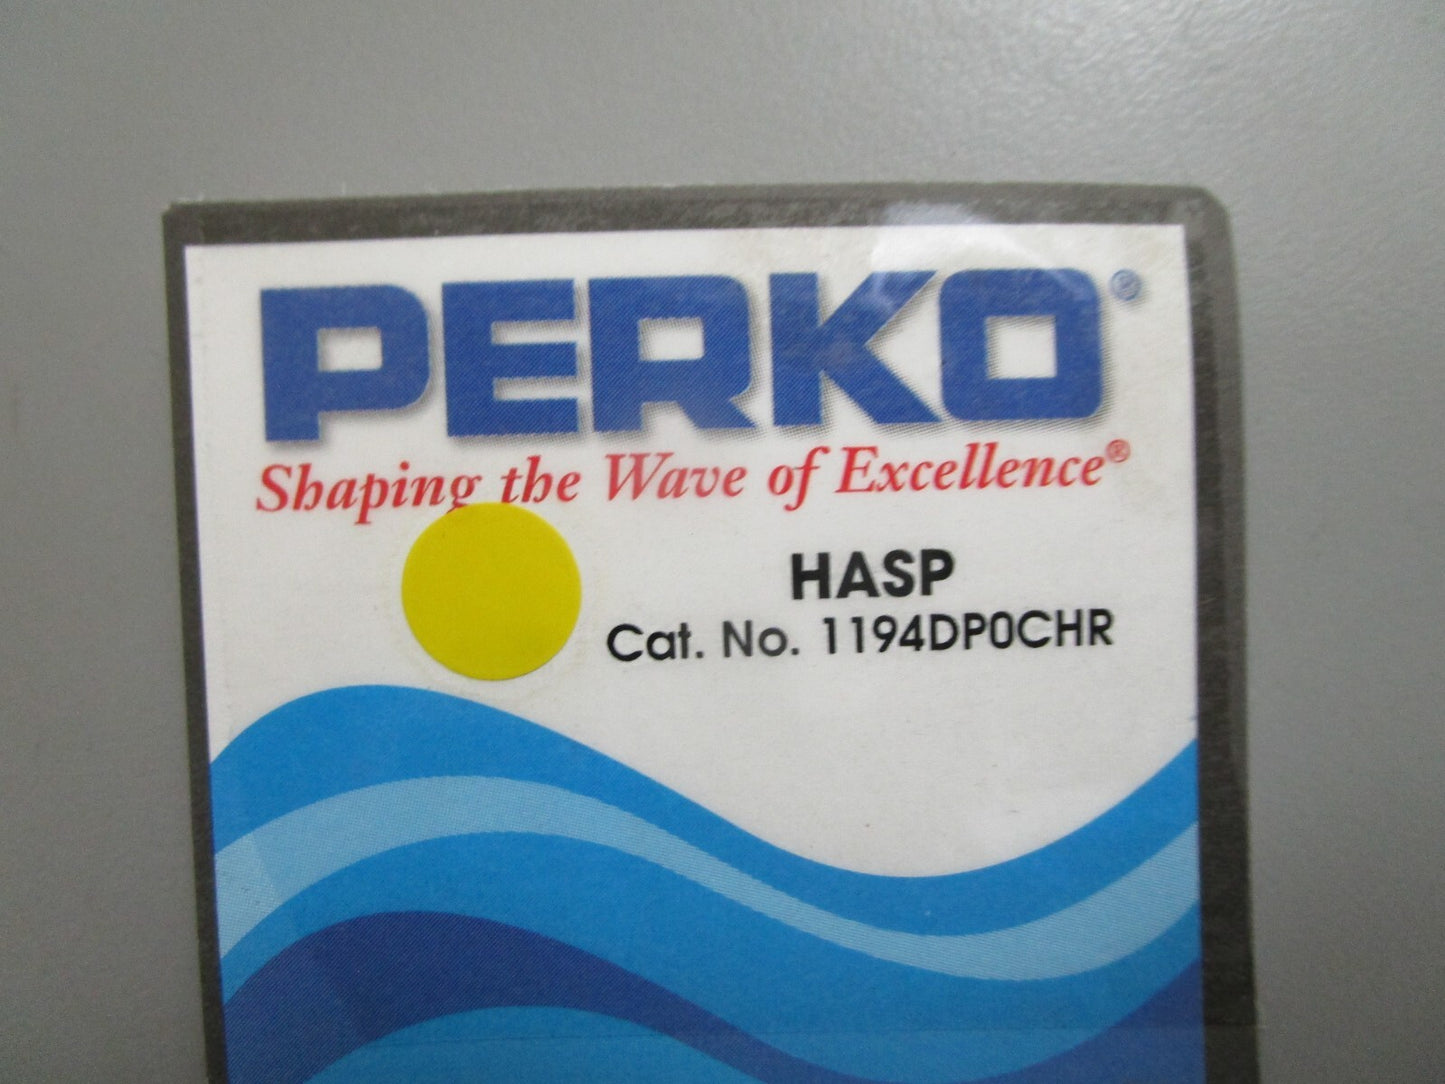 PERKO®
Shaping the Wave of Excellence®
HASP
Cat. No. 1194DP0CHR